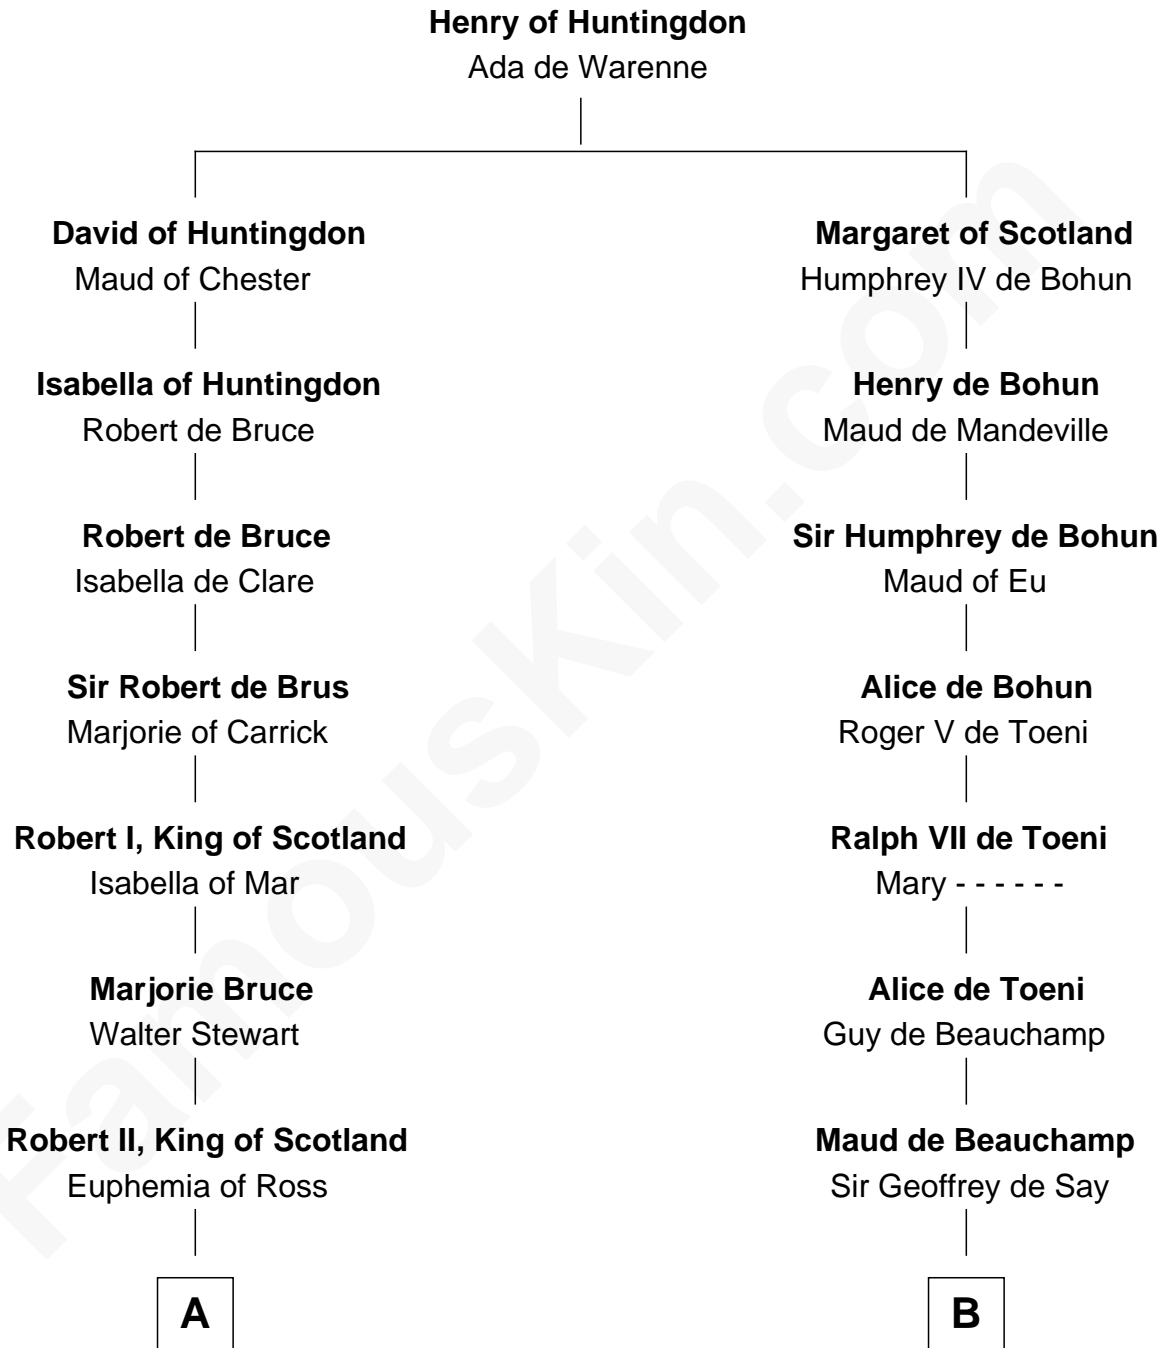 Henry of Huntingdon
Ada de Warenne
David of Huntingdon
Maud of Chester
Margaret of Scotland
Humphrey IV de Bohun
Isabella of Huntingdon
Robert de Bruce
Henry de Bohun
Maud de Mandeville
Robert de Bruce
Isabella de Clare
Sir Humphrey de Bohun
Maud of Eu
Sir Robert de Brus
Marjorie of Carrick
Alice de Bohun
Roger V de Toeni
Robert I, King of Scotland
Isabella of Mar
Ralph VII de Toeni
Mary - - - - - -
Marjorie Bruce
Walter Stewart
Alice de Toeni
Guy de Beauchamp
Robert II, King of Scotland
Euphemia of Ross
Maud de Beauchamp
Sir Geoffrey de Say
A
B
FamousKin.com